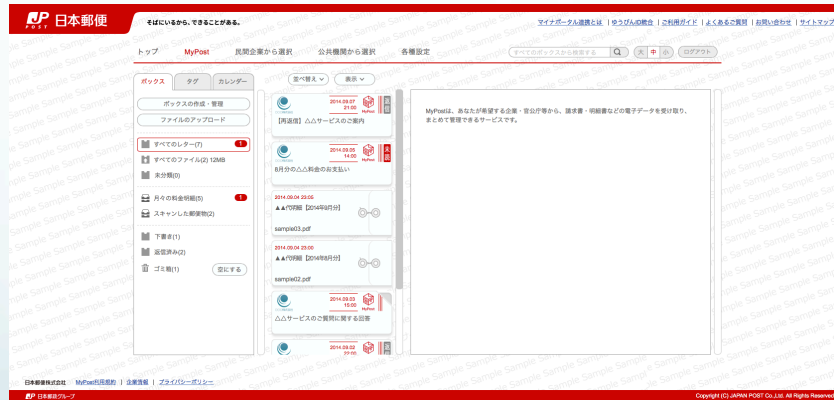 JP
POST
日本郵便
そばにいるから、できることがある。
マイナポータル連携とは | ゆうびんID統合 | ご利用ガイド | よくあるご質問 | お問い合わせ | サイトマップ
トップ MyPost 民間企業から選択 公共機関から選択 各種設定
すべてのボックスから検索する 大 中 小 ログアウト
ボックス タグ カレンダー 並べ替え 表示
ボックスの作成・管理
ファイルのアップロード
すべてのレター(7) 1
すべてのファイル(2) 12MB
未分類(0)
月々の料金明細(5) 1
スキャンした郵便物(2)
下書き(1)
返信済み(2)
ゴミ箱(1) 空にする
2014.09.07
21:00
MyPost
返信
【再送信】△△サービスのご案内
2014.09.05
14:00
MyPost
未読
8月分の△△料金のお支払い
2014.09.04 23:05
▲▲代明細【2014年9月分】
sample03.pdf
2014.09.04 23:00
▲▲代明細【2014年8月分】
sample02.pdf
2014.09.03
15:00
MyPost
△△サービスのご質問に関する回答
2014.09.02
22:00
MyPostは、あなたが希望する企業・官公庁等から、請求書・明細書などの電子データを受け取り、
まとめて管理できるサービスです。
日本郵便株式会社 MyPost利用規約 | 企業情報 | プライバシーポリシー
JP 日本郵政グループ
Copyright (C) JAPAN POST Co.,Ltd. All Rights Reserved.
Sample